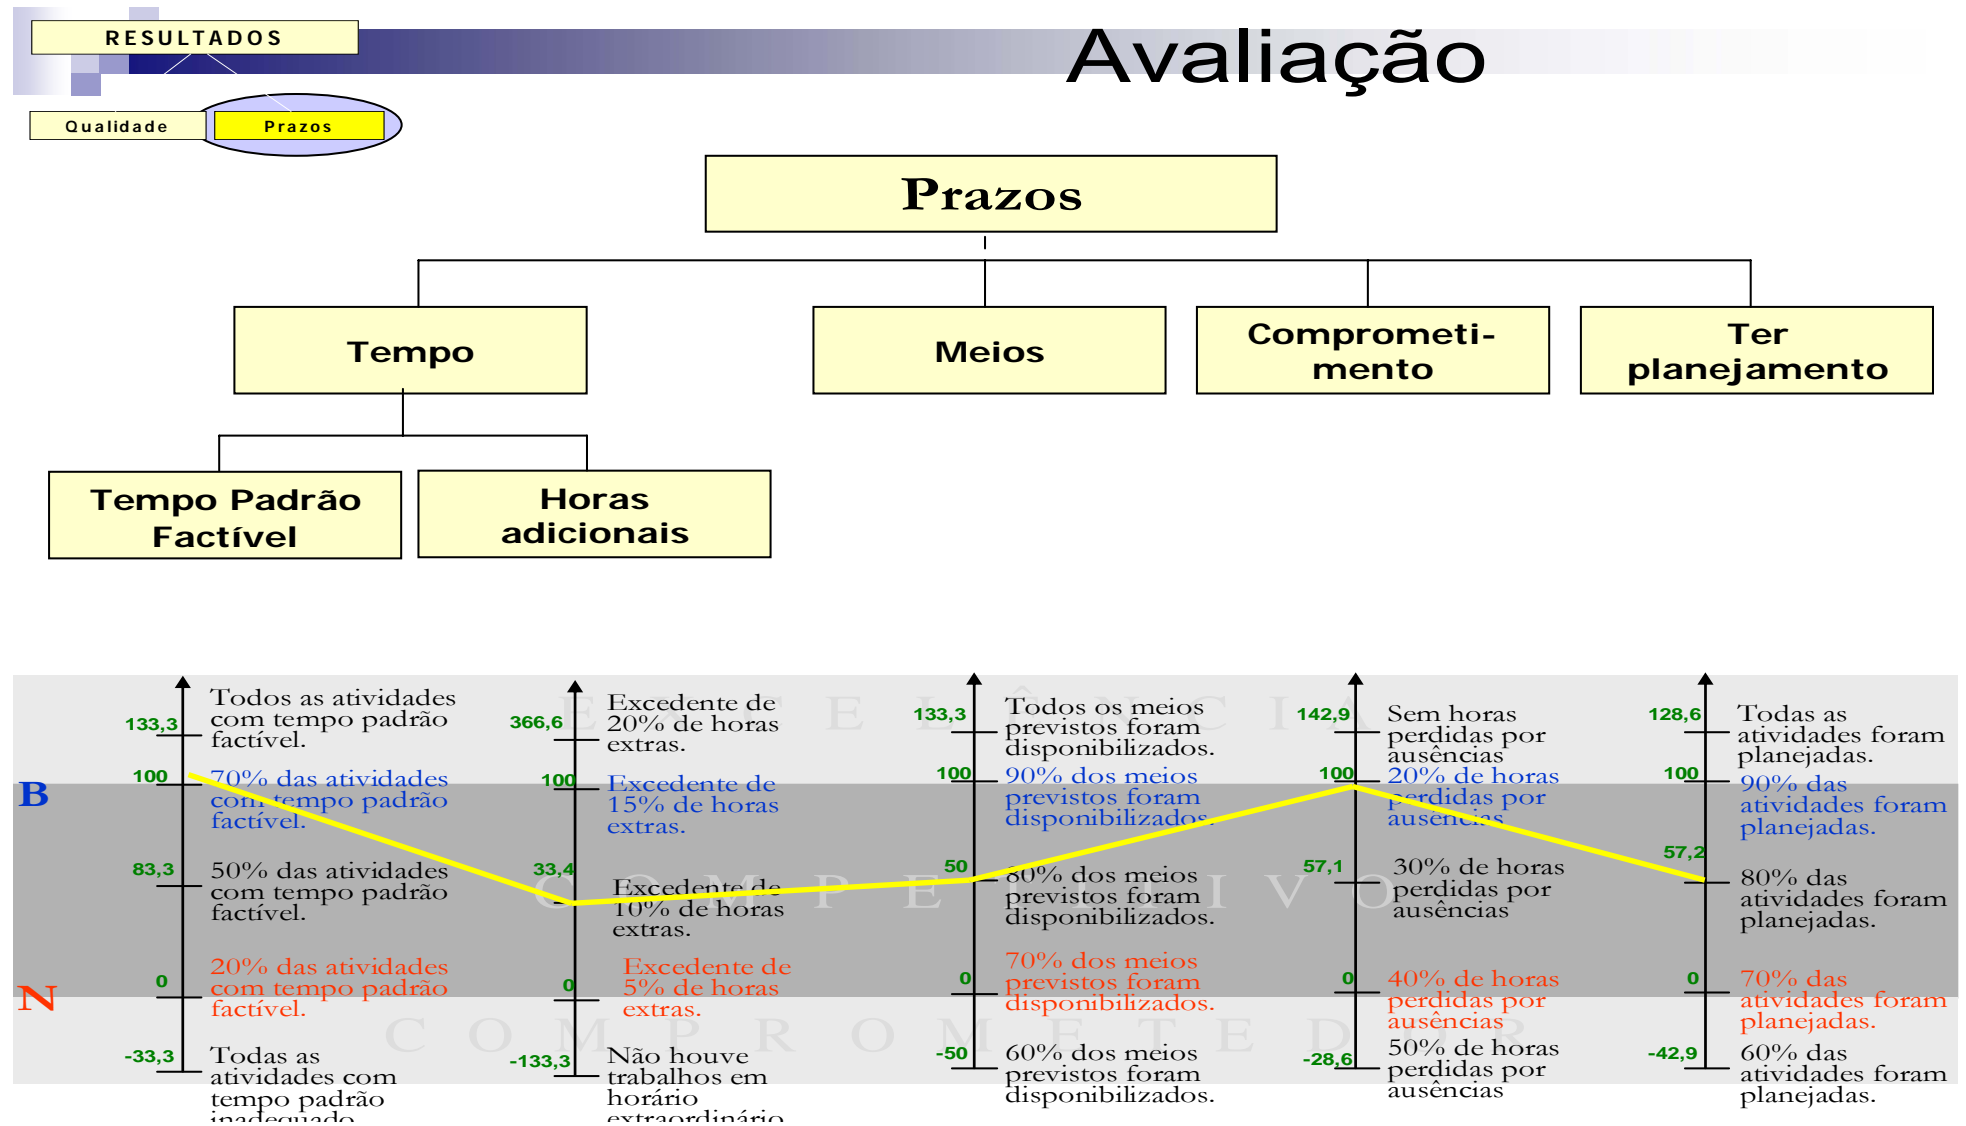 RESULTADOS
Avaliação
Qualidade
Prazos
Prazos
Tempo
Meios
Comprometi-
mento
Ter
planejamento
Tempo Padrão
Factível
Horas
adicionais
EXCELÊNCIA
COMPETITIVO
COMPROMETEDOR
B
N
133,3
Todos as atividades
com tempo padrão
factível.
100
70% das atividades
com tempo padrão
factível.
83,3
50% das atividades
com tempo padrão
factível.
0
20% das atividades
com tempo padrão
factível.
-33,3
Todas as
atividades com
tempo padrão
inadequado
366,6
Excedente de
20% de horas
extras.
100
Excedente de
15% de horas
extras.
33,4
Excedente de
10% de horas
extras.
0
Excedente de
5% de horas
extras.
-133,3
Não houve
trabalhos em
horário
extraordinário
133,3
Todos os meios
previstos foram
disponibilizados.
100
90% dos meios
previstos foram
disponibilizados.
50
80% dos meios
previstos foram
disponibilizados.
0
70% dos meios
previstos foram
disponibilizados.
-50
60% dos meios
previstos foram
disponibilizados.
142,9
Sem horas
perdidas por
ausências
100
20% de horas
perdidas por
ausências
57,1
30% de horas
perdidas por
ausências
0
40% de horas
perdidas por
ausências
-28,6
50% de horas
perdidas por
ausências
128,6
Todas as
atividades foram
planejadas.
100
90% das
atividades foram
planejadas.
57,2
80% das
atividades foram
planejadas.
0
70% das
atividades foram
planejadas.
-42,9
60% das
atividades foram
planejadas.